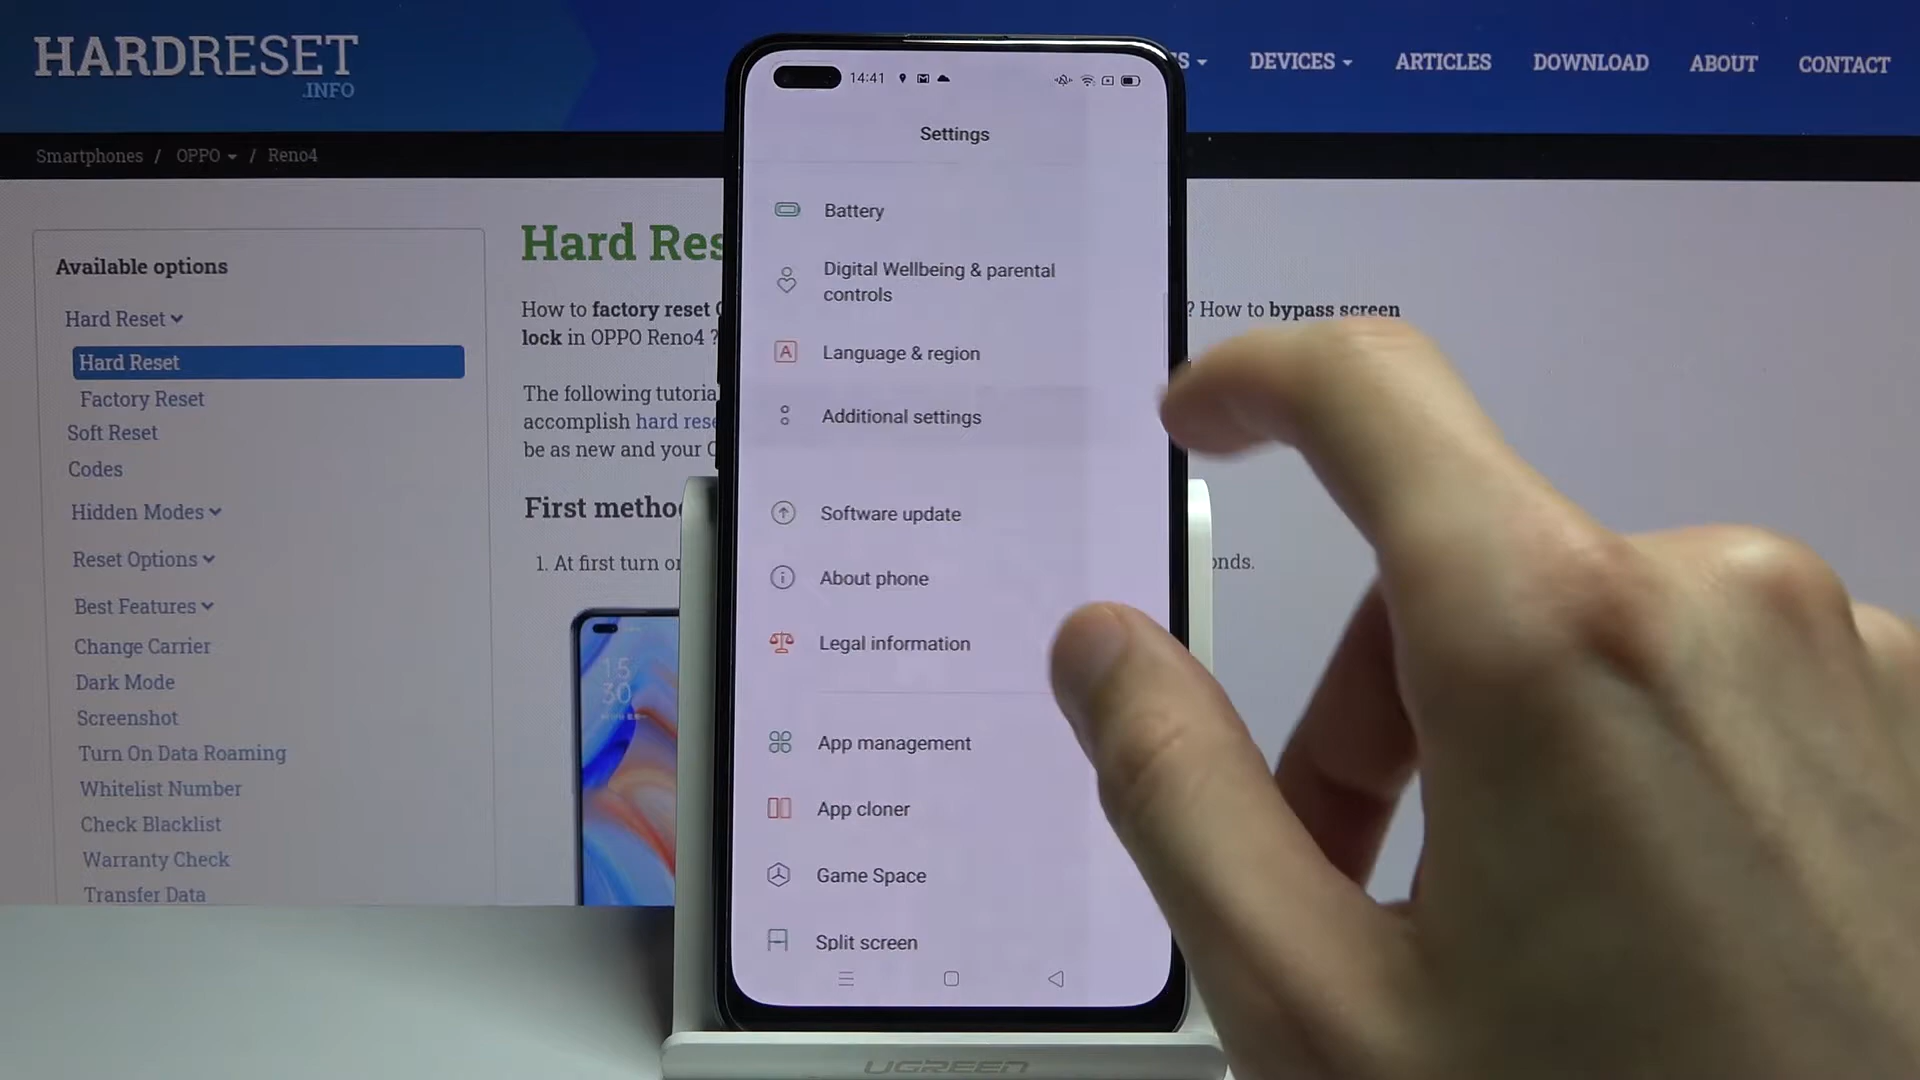 HARDRESET
.INFO
DEVICES
ARTICLES
DOWNLOAD
ABOUT
CONTACT
Smartphones / OPPO / Reno4
Available options
Hard Reset
Hard Reset
Factory Reset
Soft Reset
Codes
Hidden Modes
Reset Options
Best Features
Change Carrier
Dark Mode
Screenshot
Turn On Data Roaming
Whitelist Number
Check Blacklist
Warranty Check
Transfer Data
Hard Res
How to factory reset
? How to bypass screen
lock in OPPO Reno4 ?
The following tutoria
accomplish hard rese
be as new and your
First metho
1. At first turn o
onds.
15
30
14:41
Settings
Battery
Digital Wellbeing & parental
controls
Language & region
A
Additional settings
Software update
About phone
Legal information
App management
App cloner
Game Space
Split screen
UGREEN